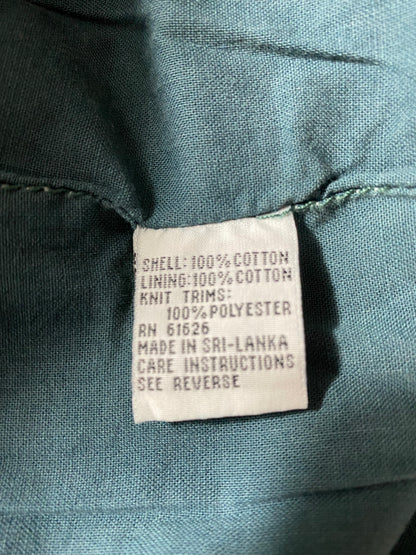 SHELL: 100% COTTON
LINING: 100% COTTON
KNIT TRIMS:
100% POLYESTER
RN 61626
MADE IN SRI-LANKA
CARE INSTRUCTIONS
SEE REVERSE